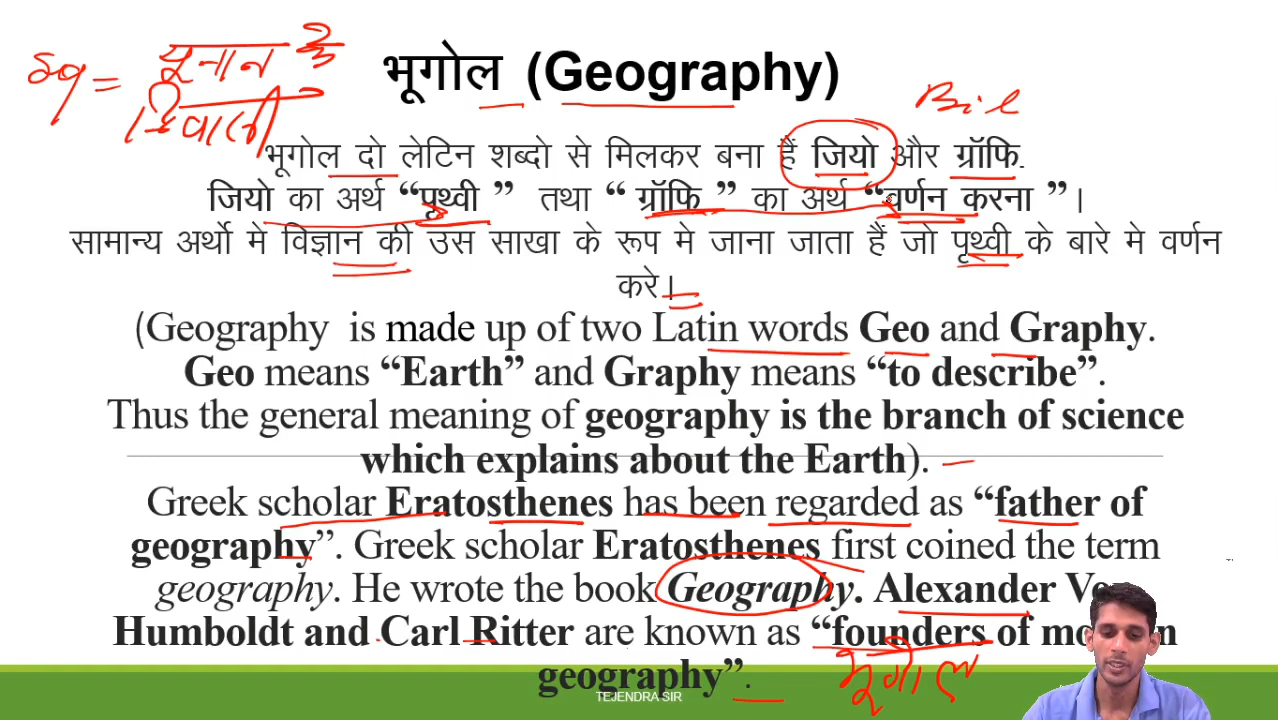 यूनान के
भूगोल (Geography)
भूगोल दो लेटिन शब्दो से मिलकर बना हैं जियो और ग्रॉफि.
जियो का अर्थ “पृथ्वी ” तथा “ ग्रॉफि ” का अर्थ “वर्णन करना ”।
सामान्य अर्थो मे विज्ञान की उस साखा के रूप मे जाना जाता हैं जो पृथ्वी के बारे मे वर्णन
करे।
(Geography is made up of two Latin words Geo and Graphy.
Geo means “Earth” and Graphy means “to describe”.
Thus the general meaning of geography is the branch of science
which explains about the Earth).
Greek scholar Eratosthenes has been regarded as “father of
geography”. Greek scholar Eratosthenes first coined the term
geography. He wrote the book Geography. Alexander
Humboldt and Carl Ritter are known as “founders of
geography”.
भूगोल
TEJENDRA SIR